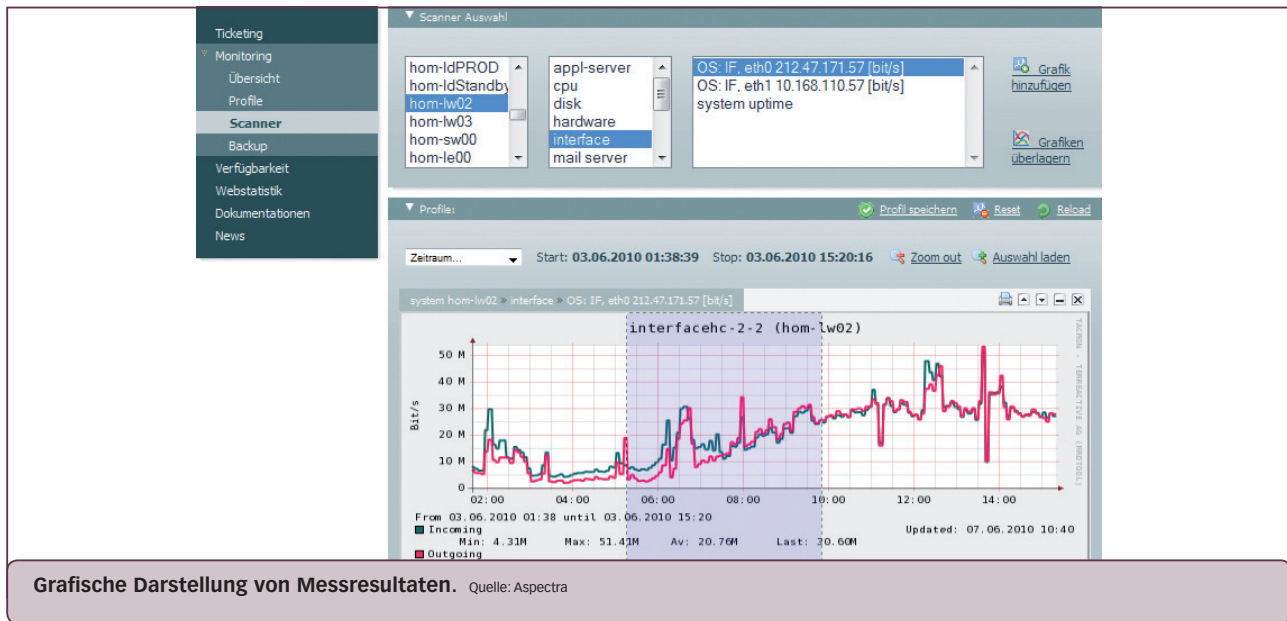 Ticketing
Monitoring
Übersicht
Profile
Scanner
Backup
Verfügbarkeit
Webstatistik
Dokumentationen
News
Scanner Auswahl
hom-ldPROD
hom-ldStandby
hom-lw02
hom-lw03
hom-sw00
hom-le00
appl-server
cpu
disk
hardware
interface
mail server
OS: IF, eth0 212.47.171.57 [bit/s]
OS: IF, eth1 10.168.110.57 [bit/s]
system uptime
Grafik
hinzufügen
Grafiken
überlagern
Profile:
Profil speichern Reset Reload
Zeitraum... Start: 03.06.2010 01:38:39 Stop: 03.06.2010 15:20:16 Zoom out Auswahl laden
system hom-lw02 » interface » OS: IF, eth0 212.47.171.57 [bit/s]
interfacehc-2-2 (hom-lw02)
TACMON - TERREACTIVE AG (RRDTOOL)
Bit/s
50 M
40 M
30 M
20 M
10 M
0
02:00 04:00 06:00 08:00 10:00 12:00 14:00
From 03.06.2010 01:38 until 03.06.2010 15:20
Incoming Updated: 07.06.2010 10:40
Min: 4.31M Max: 51.41M Av: 20.76M Last: 20.60M
Outgoing
Grafische Darstellung von Messresultaten. Quelle: Aspectra